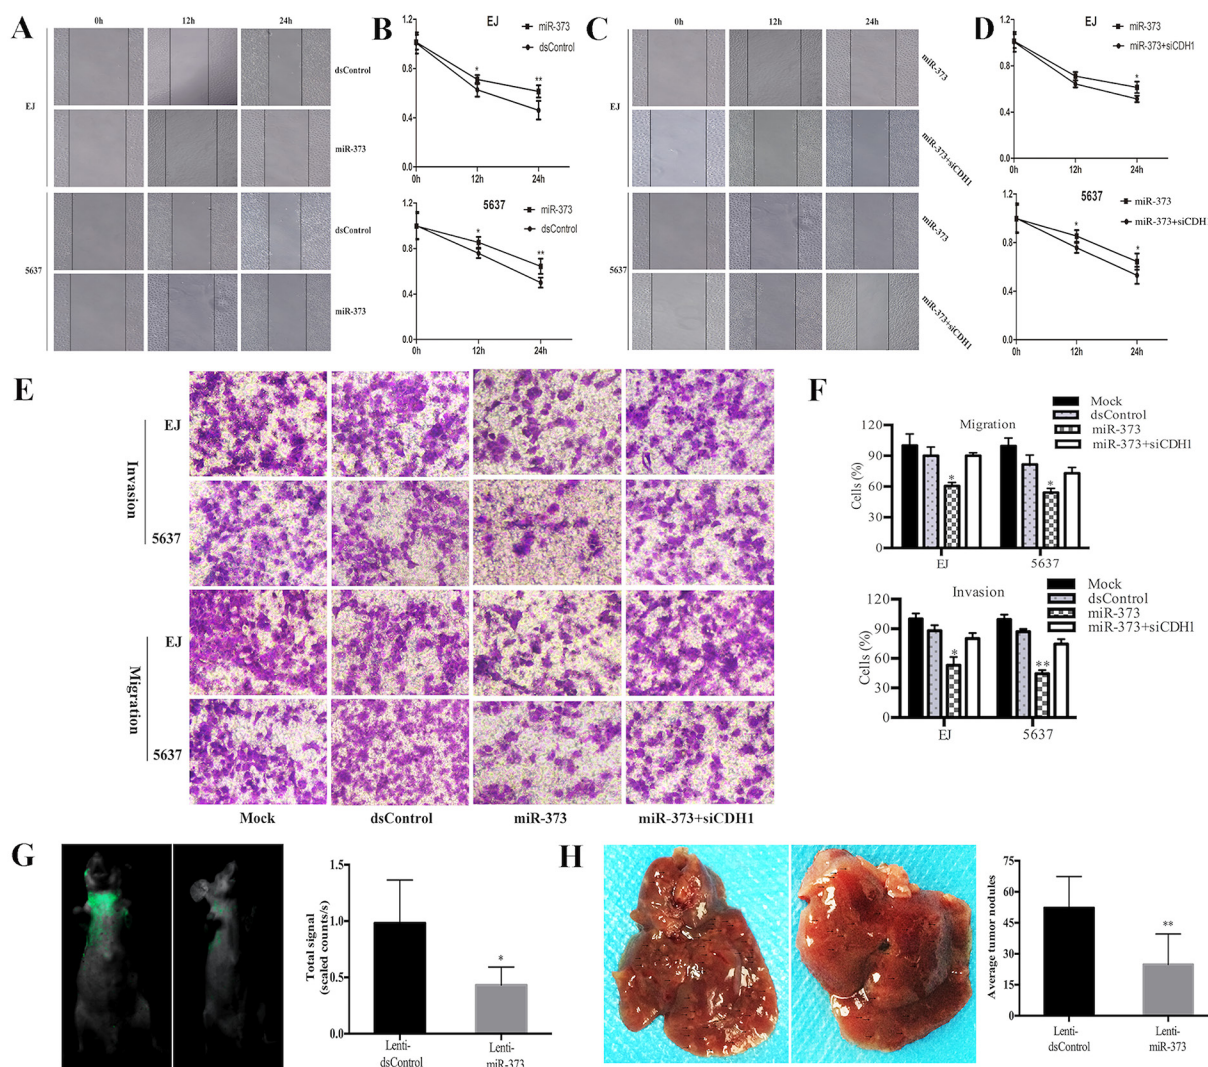 A
0h
12h
24h
EJ
dsControl
miR-373
5637
dsControl
miR-373
B
EJ
miR-373
dsControl
1.2
0.8
0.4
0.0
*
**
0h
12h
24h
5637
miR-373
dsControl
1.2
0.8
0.4
0.0
*
**
0h
12h
24h
C
0h
12h
24h
EJ
miR-373
miR-373+siCDH1
5637
miR-373
miR-373+siCDH1
D
EJ
miR-373
miR-373+siCDH1
1.2
0.8
0.4
0.0
*
0h
12h
24h
5637
miR-373
miR-373+siCDH
1.2
0.8
0.4
0.0
*
*
0h
12h
24h
E
Invasion
EJ
5637
Migration
EJ
5637
Mock
dsControl
miR-373
miR-373+siCDH1
F
Mock
dsControl
miR-373
miR-373+siCDH1
Migration
Cells (%)
120
90
60
30
0
*
*
EJ
5637
Mock
dsControl
miR-373
miR-373+siCDH1
Invasion
Cells (%)
120
90
60
30
0
*
**
EJ
5637
G
Total signal
(scaled counts/s)
1.5
1.0
0.5
0.0
*
Lenti-
dsControl
Lenti-
miR-373
H
Average tumor nodules
75
60
45
30
15
0
**
Lenti-
dsControl
Lenti-
miR-373